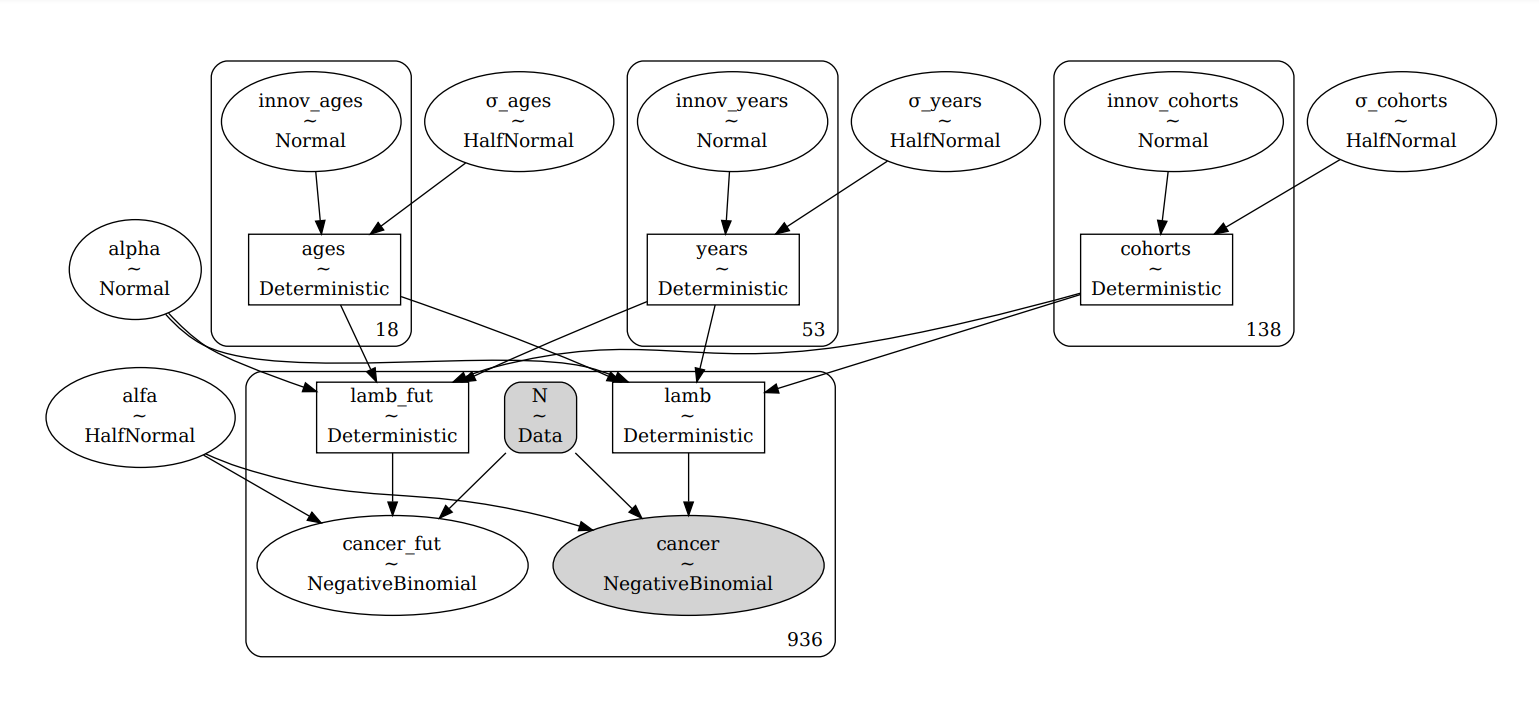 innov_ages
~
Normal
σ_ages
~
HalfNormal
innov_years
~
Normal
σ_years
~
HalfNormal
innov_cohorts
~
Normal
σ_cohorts
~
HalfNormal
alpha
~
Normal
ages
~
Deterministic
18
years
~
Deterministic
53
cohorts
~
Deterministic
138
alfa
~
HalfNormal
lamb_fut
~
Deterministic
N
~
Data
lamb
~
Deterministic
cancer_fut
~
NegativeBinomial
cancer
~
NegativeBinomial
936